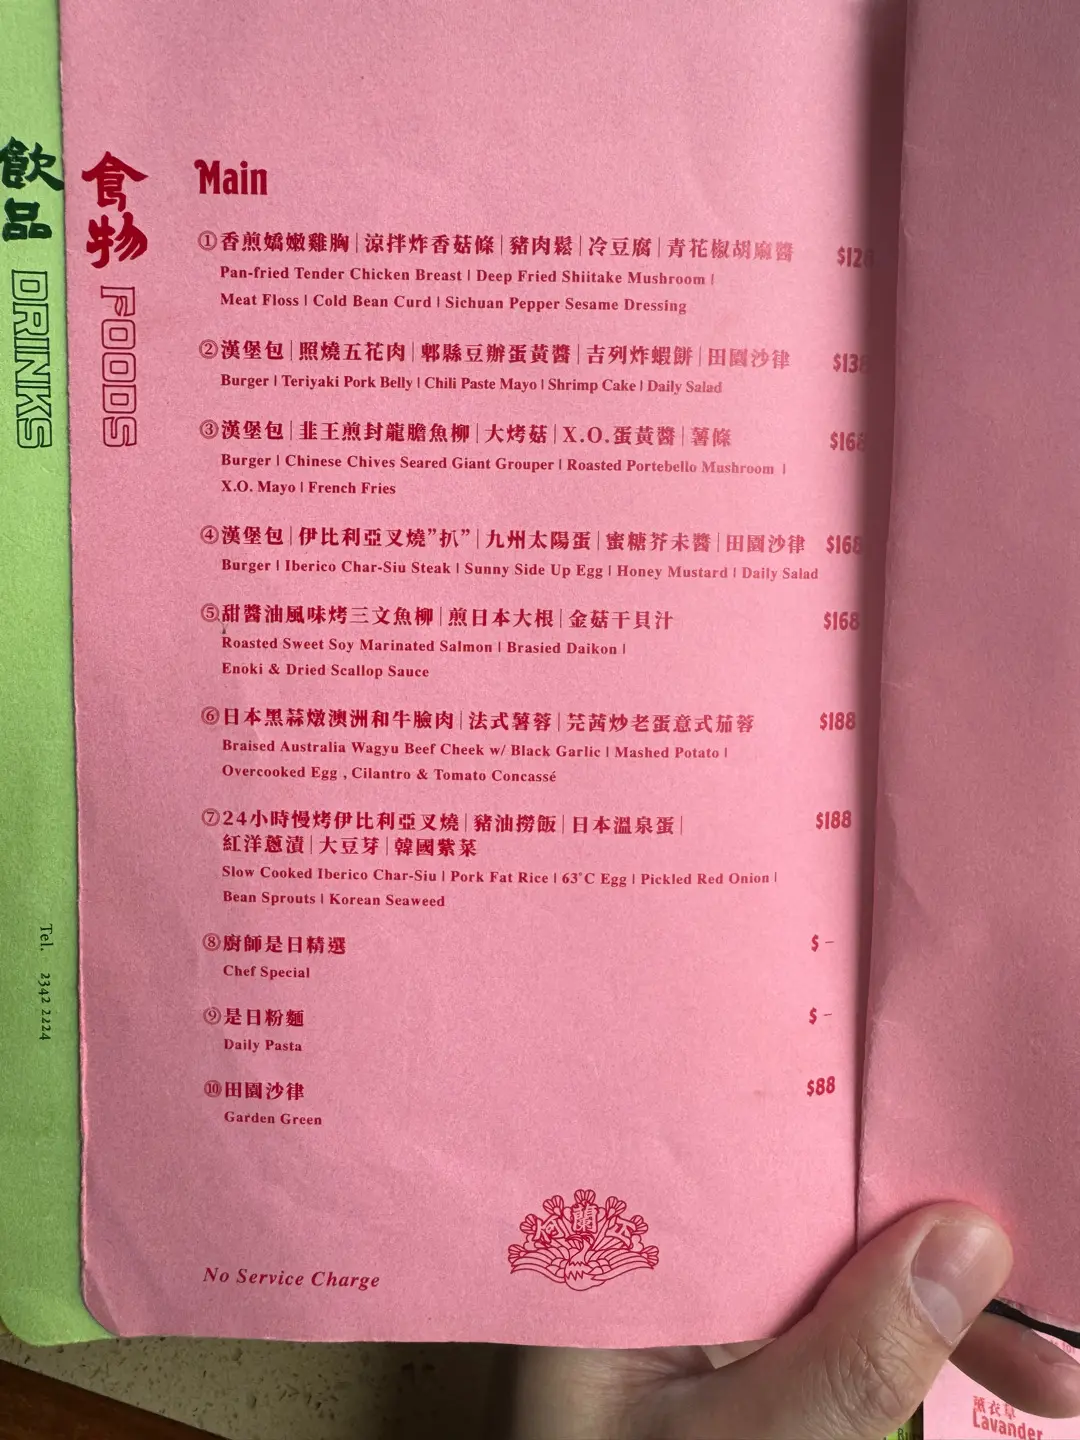 飲品 DRINKS
Tel. 2342 2224
食物 FOODS
Main
①香煎嬌嫩雞胸|涼拌炸香菇條|豬肉鬆|冷豆腐|青花椒胡麻醬
Pan-fried Tender Chicken Breast | Deep Fried Shiitake Mushroom |
Meat Floss | Cold Bean Curd | Sichuan Pepper Sesame Dressing
②漢堡包|照燒五花肉|郫縣豆辦蛋黃醬|吉列炸蝦餅|田園沙律
Burger | Teriyaki Pork Belly | Chili Paste Mayo | Shrimp Cake | Daily Salad
③漢堡包|韭王煎封龍膽魚柳|大烤菇|X.O.蛋黃醬|薯條 $168
Burger | Chinese Chives Seared Giant Grouper | Roasted Portebello Mushroom |
X.O. Mayo | French Fries
④漢堡包|伊比利亞叉燒”扒”|九州太陽蛋|蜜糖芥未醬|田園沙律 $168
Burger | Iberico Char-Siu Steak | Sunny Side Up Egg | Honey Mustard | Daily Salad
⑤甜醬油風味烤三文魚柳|煎日本大根|金菇干貝汁 $168
Roasted Sweet Soy Marinated Salmon | Brasied Daikon |
Enoki & Dried Scallop Sauce
⑥日本黑蒜燉澳洲和牛臉肉|法式薯蓉|芫茜炒老蛋意式茄蓉 $188
Braised Australia Wagyu Beef Cheek w/ Black Garlic | Mashed Potato |
Overcooked Egg , Cilantro & Tomato Concassé
⑦24小時慢烤伊比利亞叉燒|豬油撈飯|日本溫泉蛋| $188
紅洋蔥漬|大豆芽|韓國紫菜
Slow Cooked Iberico Char-Siu | Pork Fat Rice | 63°C Egg | Pickled Red Onion |
Bean Sprouts | Korean Seaweed
⑧廚師是日精選 $ –
Chef Special
⑨是日粉麵 $ –
Daily Pasta
⑩田園沙律 $88
Garden Green
何蘭公
No Service Charge
薰衣草
Lavander